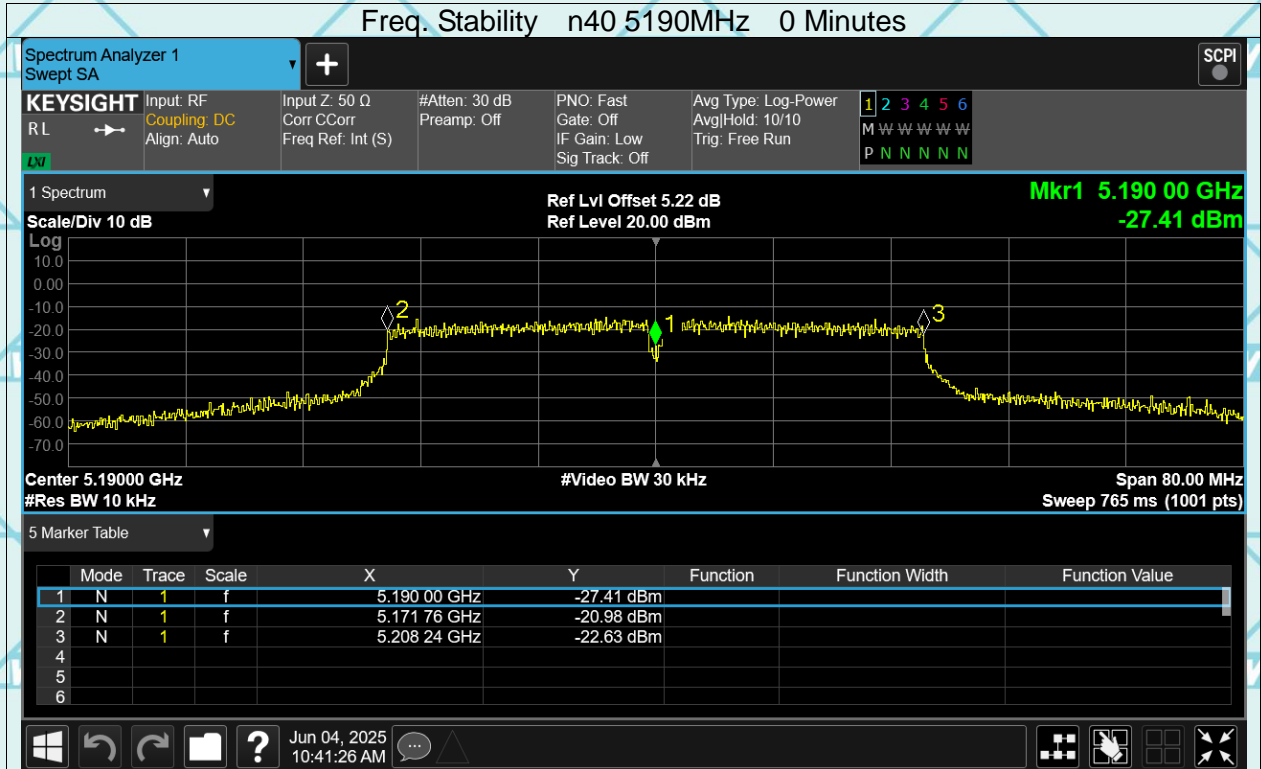 Freq. Stability n40 5190MHz 0 Minutes
Spectrum Analyzer 1
Swept SA
+
SCPI
KEYSIGHT
RL
LXI
Input: RF
Coupling: DC
Align: Auto
Input Z: 50 Ω
Corr CCorr
Freq Ref: Int (S)
#Atten: 30 dB
Preamp: Off
PNO: Fast
Gate: Off
IF Gain: Low
Sig Track: Off
Avg Type: Log-Power
Avg|Hold: 10/10
Trig: Free Run
1 2 3 4 5 6
M W W W W W
P N N N N N
1 Spectrum
Scale/Div 10 dB
Ref Lvl Offset 5.22 dB
Ref Level 20.00 dBm
Mkr1 5.190 00 GHz
-27.41 dBm
Log
10.0
0.00
-10.0
-20.0
-30.0
-40.0
-50.0
-60.0
-70.0
2
1
3
Center 5.19000 GHz
#Res BW 10 kHz
#Video BW 30 kHz
Span 80.00 MHz
Sweep 765 ms (1001 pts)
5 Marker Table
Mode Trace Scale X Y Function Function Width Function Value
1 N 1 f 5.190 00 GHz -27.41 dBm
2 N 1 f 5.171 76 GHz -20.98 dBm
3 N 1 f 5.208 24 GHz -22.63 dBm
4
5
6
?
Jun 04, 2025
10:41:26 AM